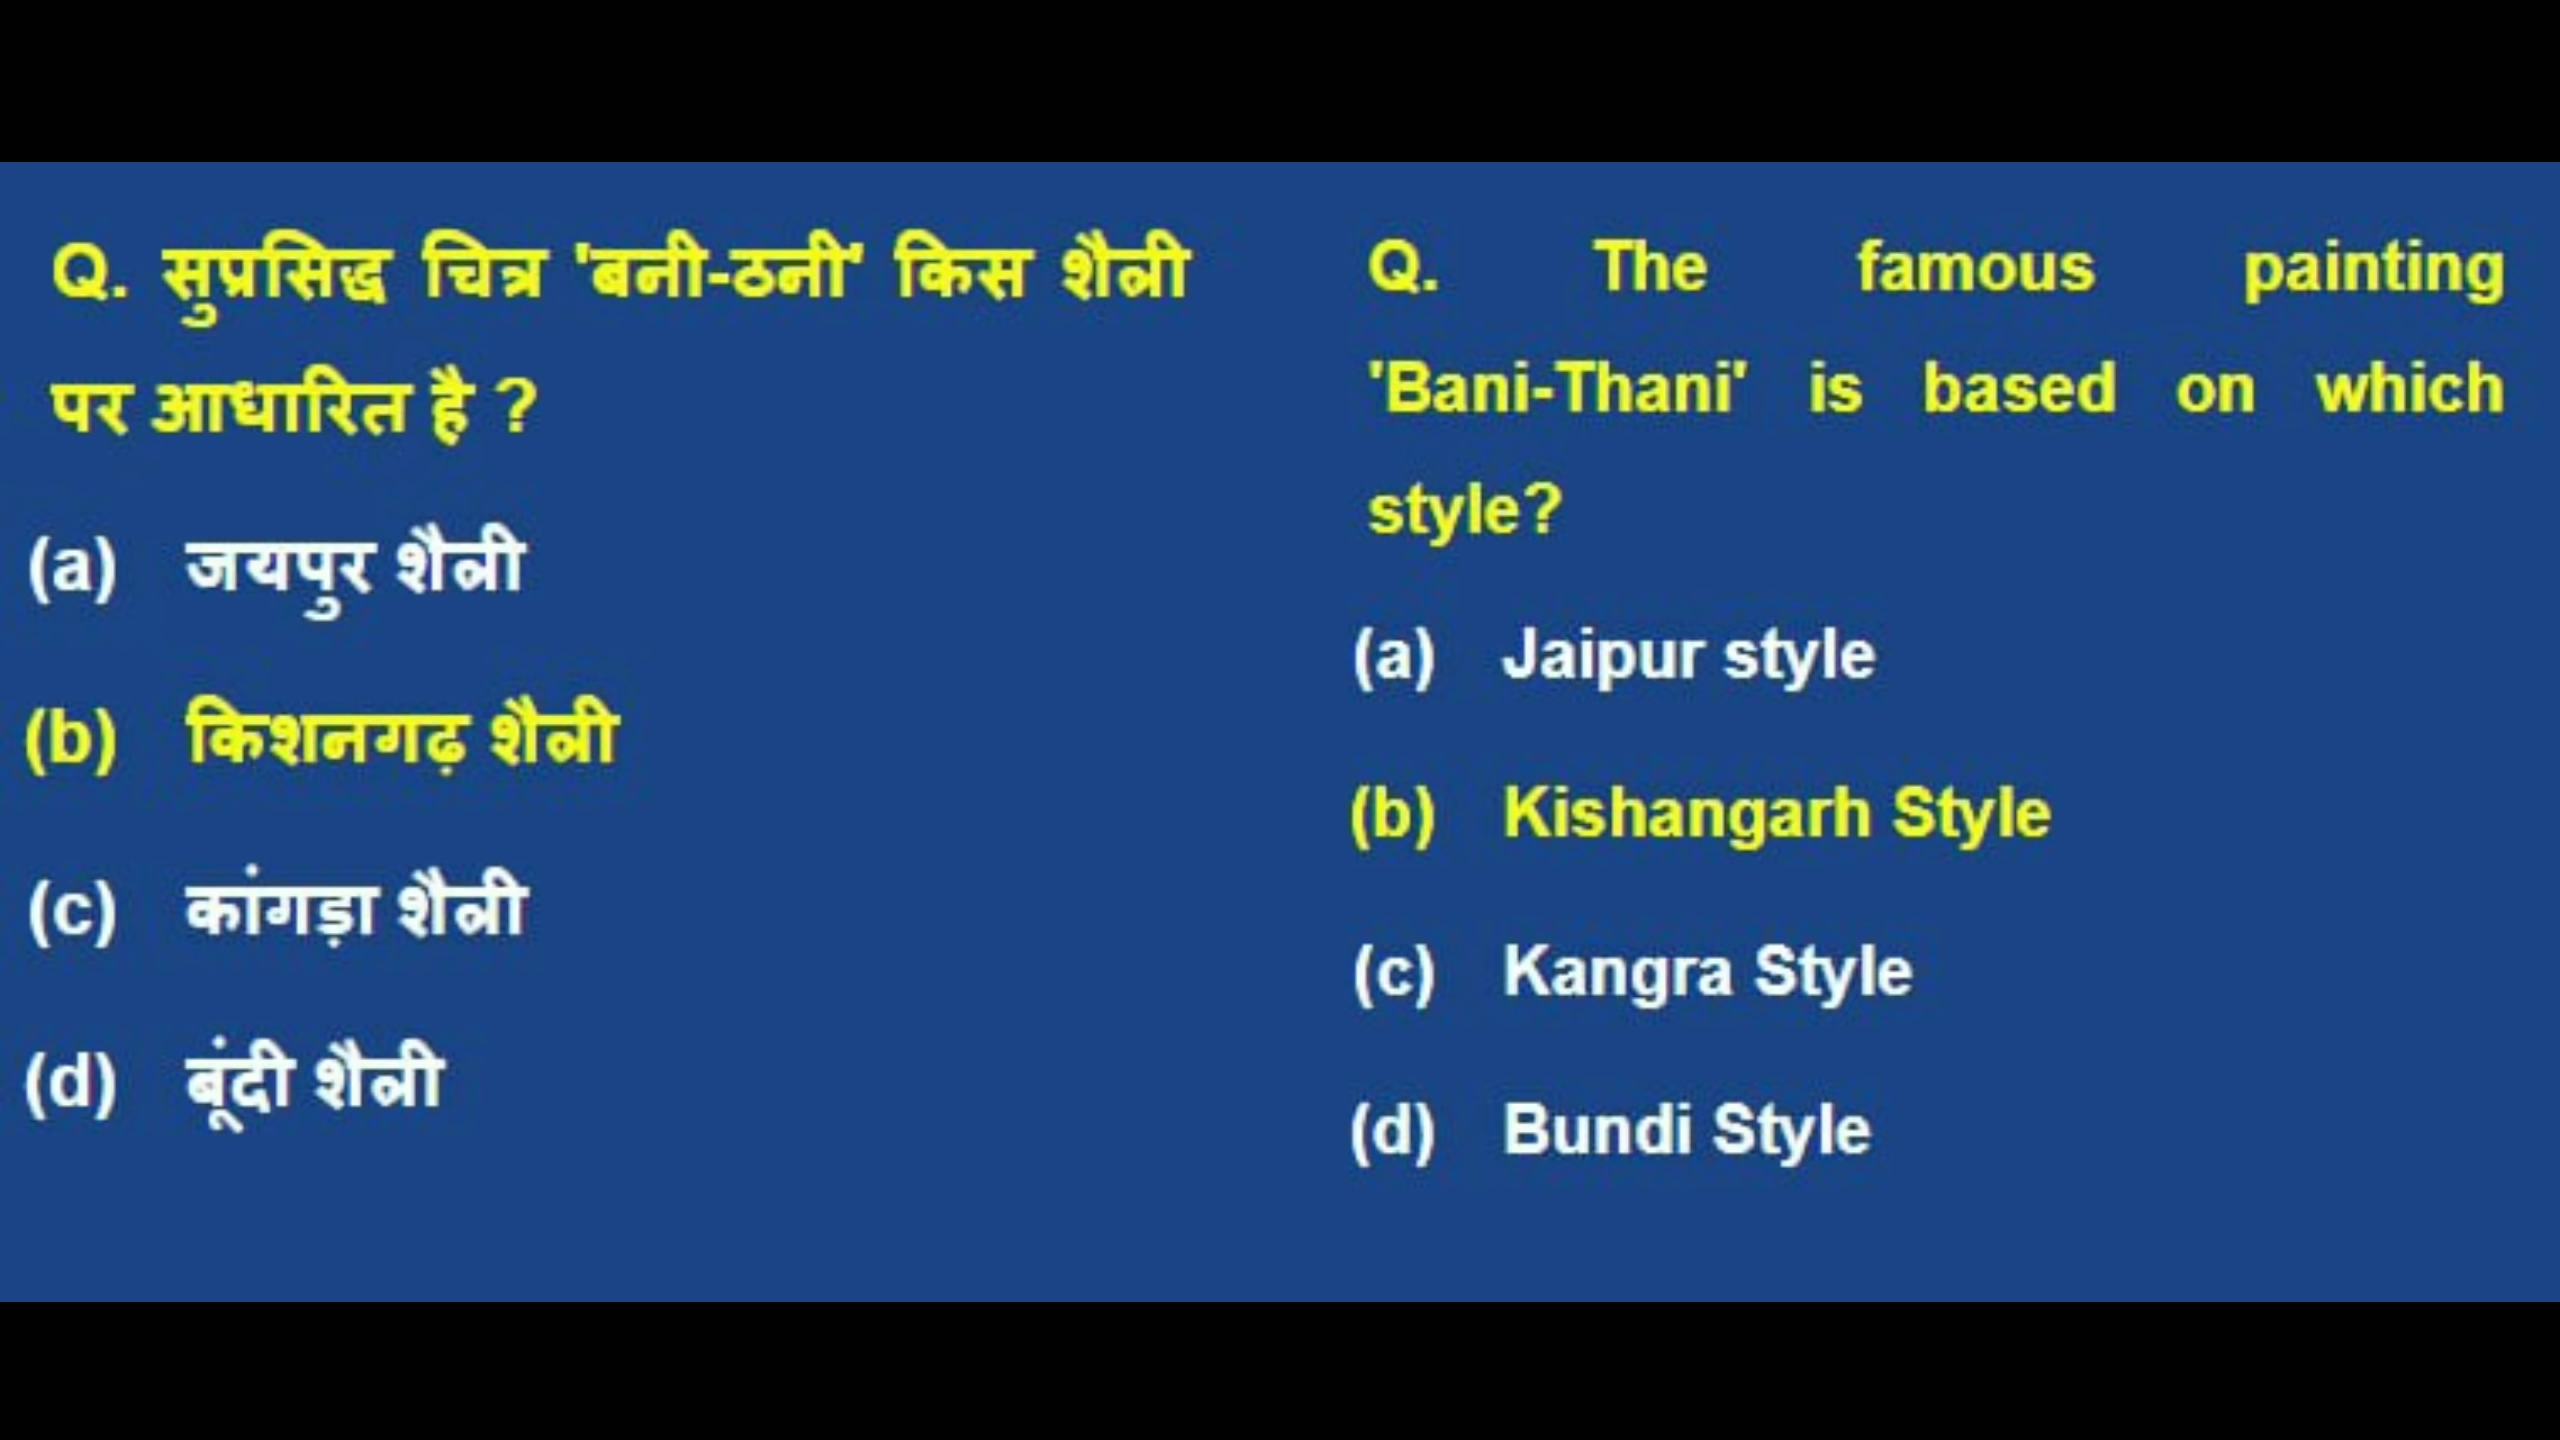 Q. सुप्रसिद्ध चित्र 'बनी-ठनी' किस शैली
पर आधारित है ?
(a) जयपुर शैली
(b) किशनगढ़ शैली
(c) कांगड़ा शैली
(d) बूंदी शैली
Q. The famous painting
'Bani-Thani' is based on which
style?
(a) Jaipur style
(b) Kishangarh Style
(c) Kangra Style
(d) Bundi Style